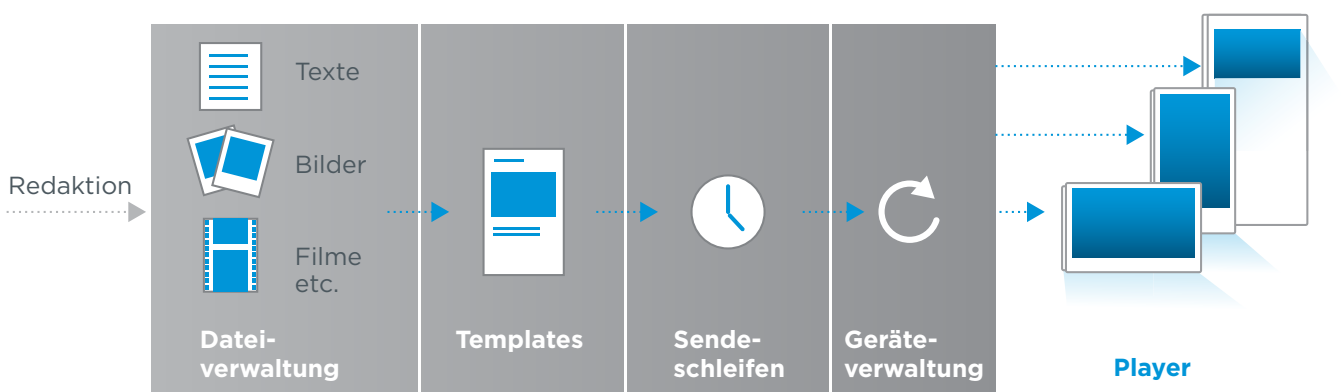 Redaktion
Texte
Bilder
Filme
etc.
Datei-
verwaltung
Templates
Sende-
schleifen
Geräte-
verwaltung
Player